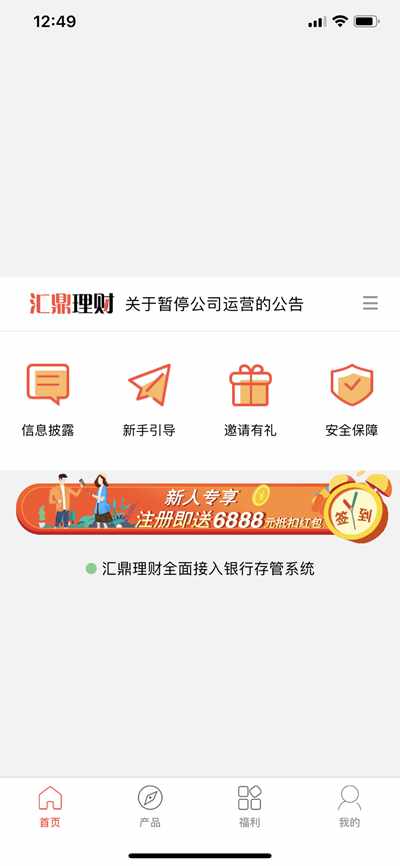 12:49
汇鼎理财 关于暂停公司运营的公告
信息披露 新手引导 邀请有礼 安全保障
新人专享
注册即送6888元抵扣红包
签到
汇鼎理财全面接入银行存管系统
首页 产品 福利 我的